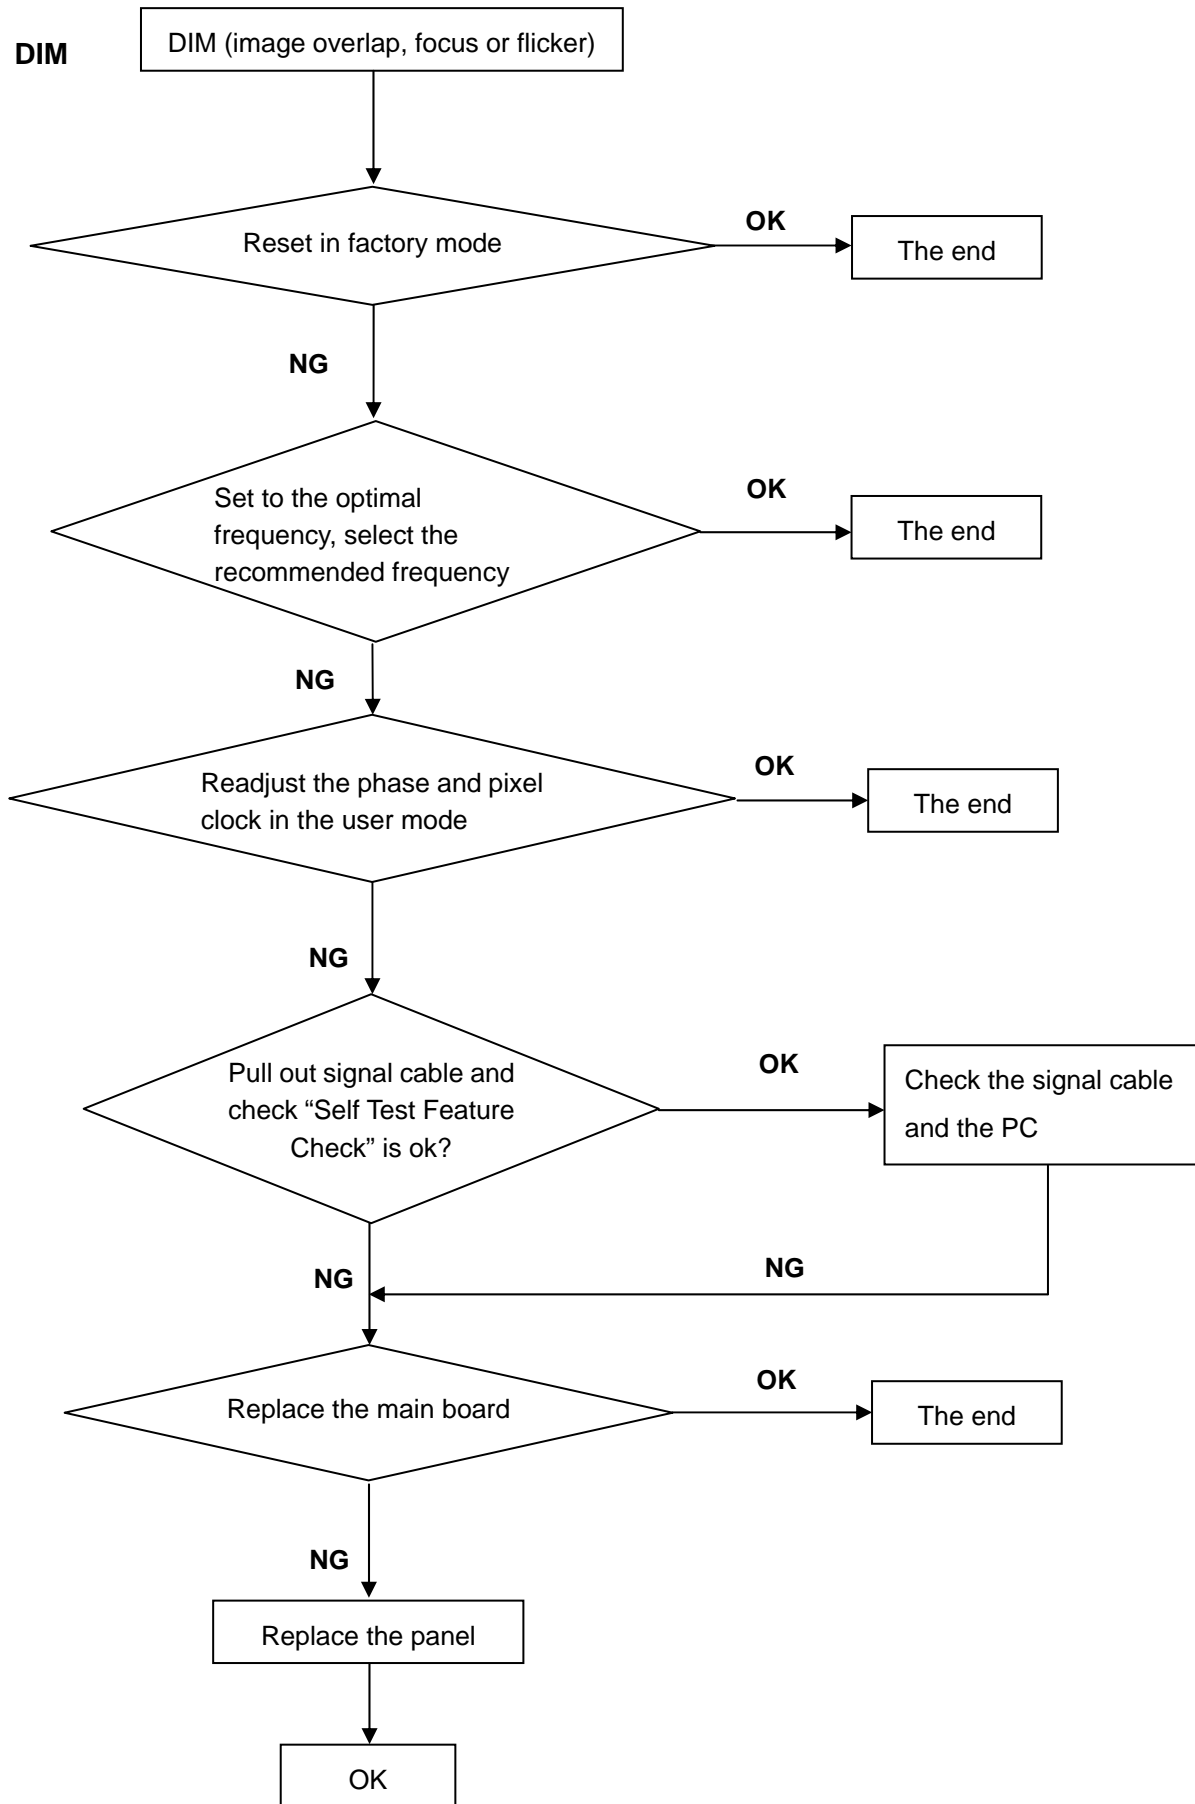 DIM
DIM (image overlap, focus or flicker)
Reset in factory mode
OK
The end
NG
Set to the optimal
frequency, select the
recommended frequency
OK
The end
NG
Readjust the phase and pixel
clock in the user mode
OK
The end
NG
Pull out signal cable and
check “Self Test Feature
Check” is ok?
OK
Check the signal cable
and the PC
NG
NG
Replace the main board
OK
The end
NG
Replace the panel
OK